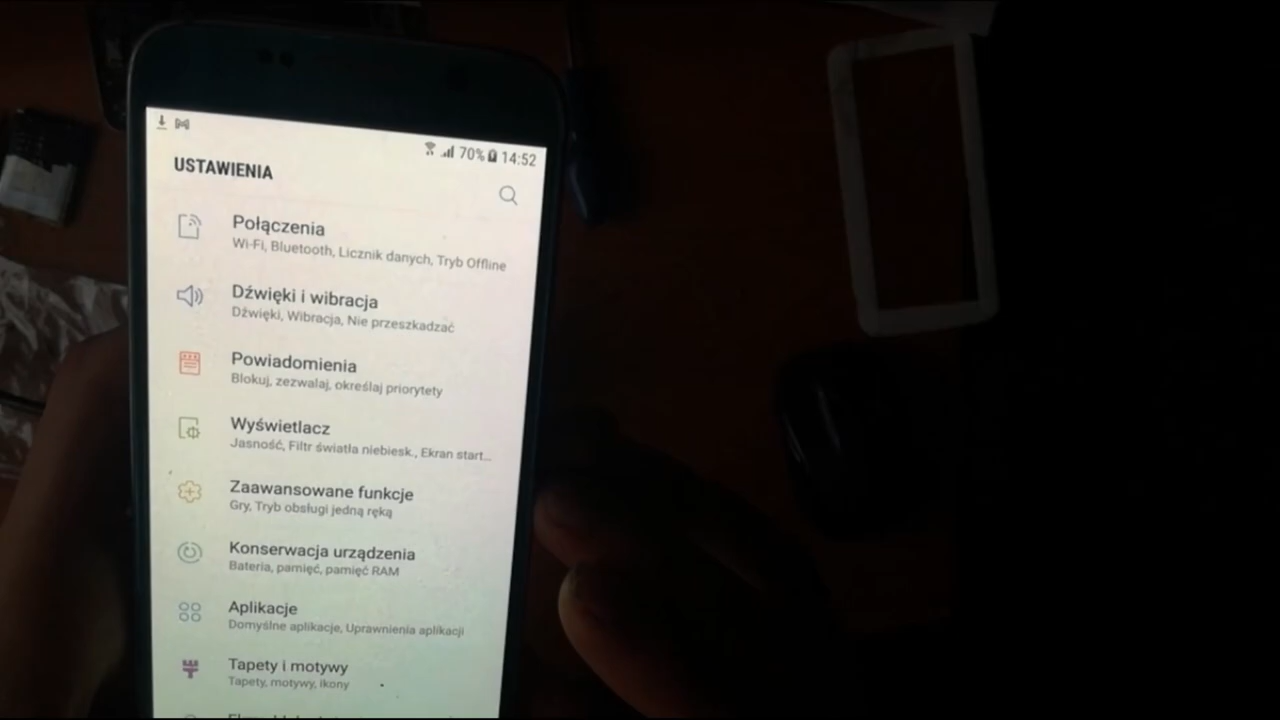 70% 14:52
USTAWIENIA
Połączenia
Wi-Fi, Bluetooth, Licznik danych, Tryb Offline
Dźwięki i wibracja
Dźwięki, Wibracja, Nie przeszkadzać
Powiadomienia
Blokuj, zezwalaj, określaj priorytety
Wyświetlacz
Jasność, Filtr światła niebiesk., Ekran start...
Zaawansowane funkcje
Gry, Tryb obsługi jedną ręką
Konserwacja urządzenia
Bateria, pamięć, pamięć RAM
Aplikacje
Domyślne aplikacje, Uprawnienia aplikacji
Tapety i motywy
Tapety, motywy, ikony